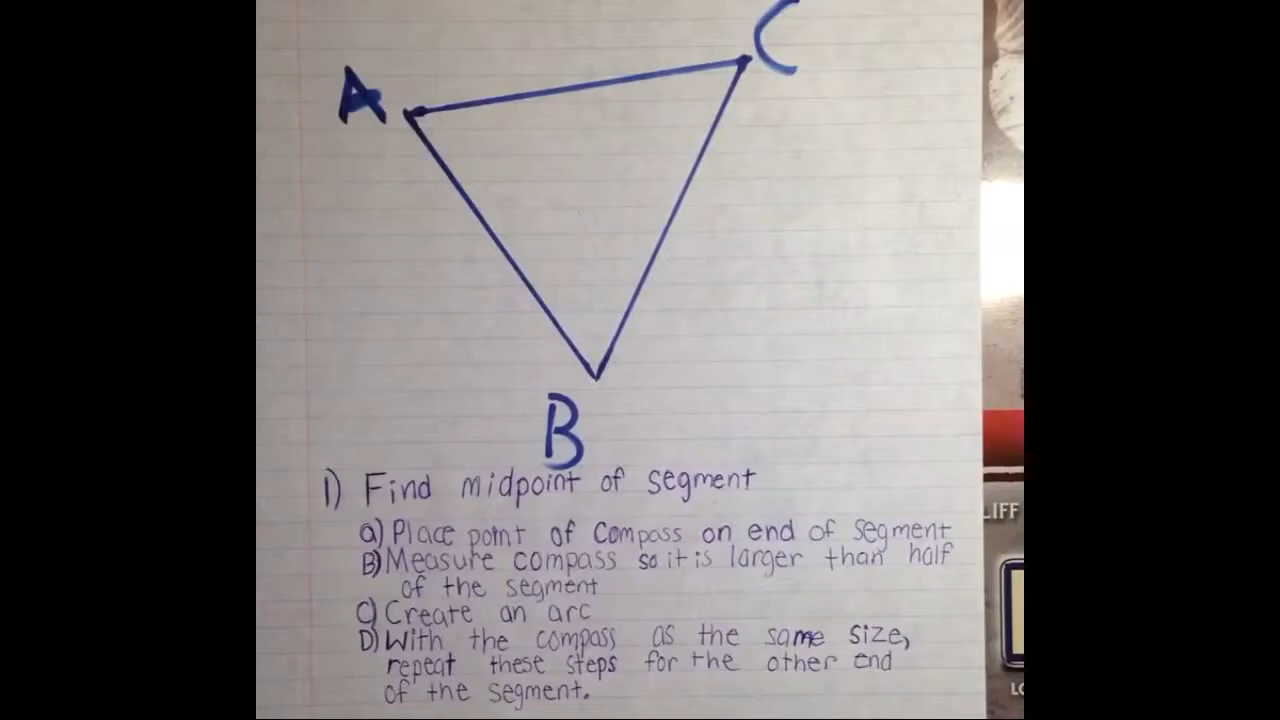 A
C
B
1) Find midpoint of segment
a) Place point of Compass on end of segment
B) Measure compass so it is larger than half
of the segment
C) Create an arc
D) With the compass as the same size,
repeat these steps for the other end
of the segment.
LIFF